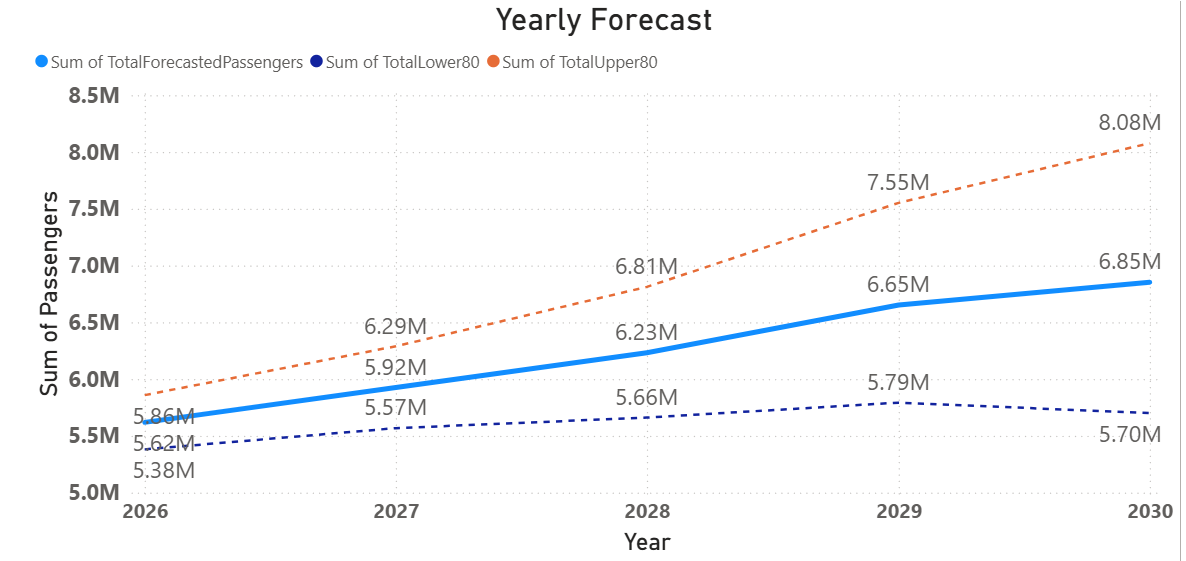 Yearly Forecast
Sum of TotalForecastedPassengers Sum of TotalLower80 Sum of TotalUpper80
8.5M
8.0M
7.5M
7.0M
6.5M
6.0M
5.5M
5.0M
Sum of Passengers
8.08M
7.55M
6.81M
6.29M
5.86M
6.85M
6.65M
6.23M
5.92M
5.62M
5.79M
5.70M
5.66M
5.57M
5.38M
2026 2027 2028 2029 2030
Year